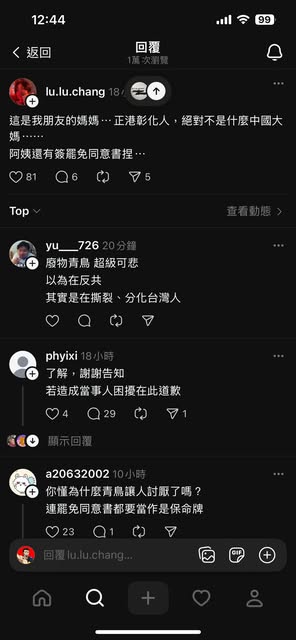 12:44
99
返回
回覆
1萬 次瀏覽
lu.lu.chang 18小
這是我朋友的媽媽⋯ 正港彰化人，絕對不是什麼中國大
媽⋯⋯
阿姨還有簽罷免同意書捏⋯
81 6 5
Top
查看動態
yu___726 20分鐘
廢物青鳥 超級可悲
以為在反共
其實是在撕裂、分化台灣人
phyixi 18小時
了解，謝謝告知
若造成當事人困擾在此道歉
4 29 1
顯示回覆
a20632002 10小時
你懂為什麼青鳥讓人討厭了嗎？
連罷免同意書都要當作是保命牌
23 1
回覆lu.lu.chang...
GIF